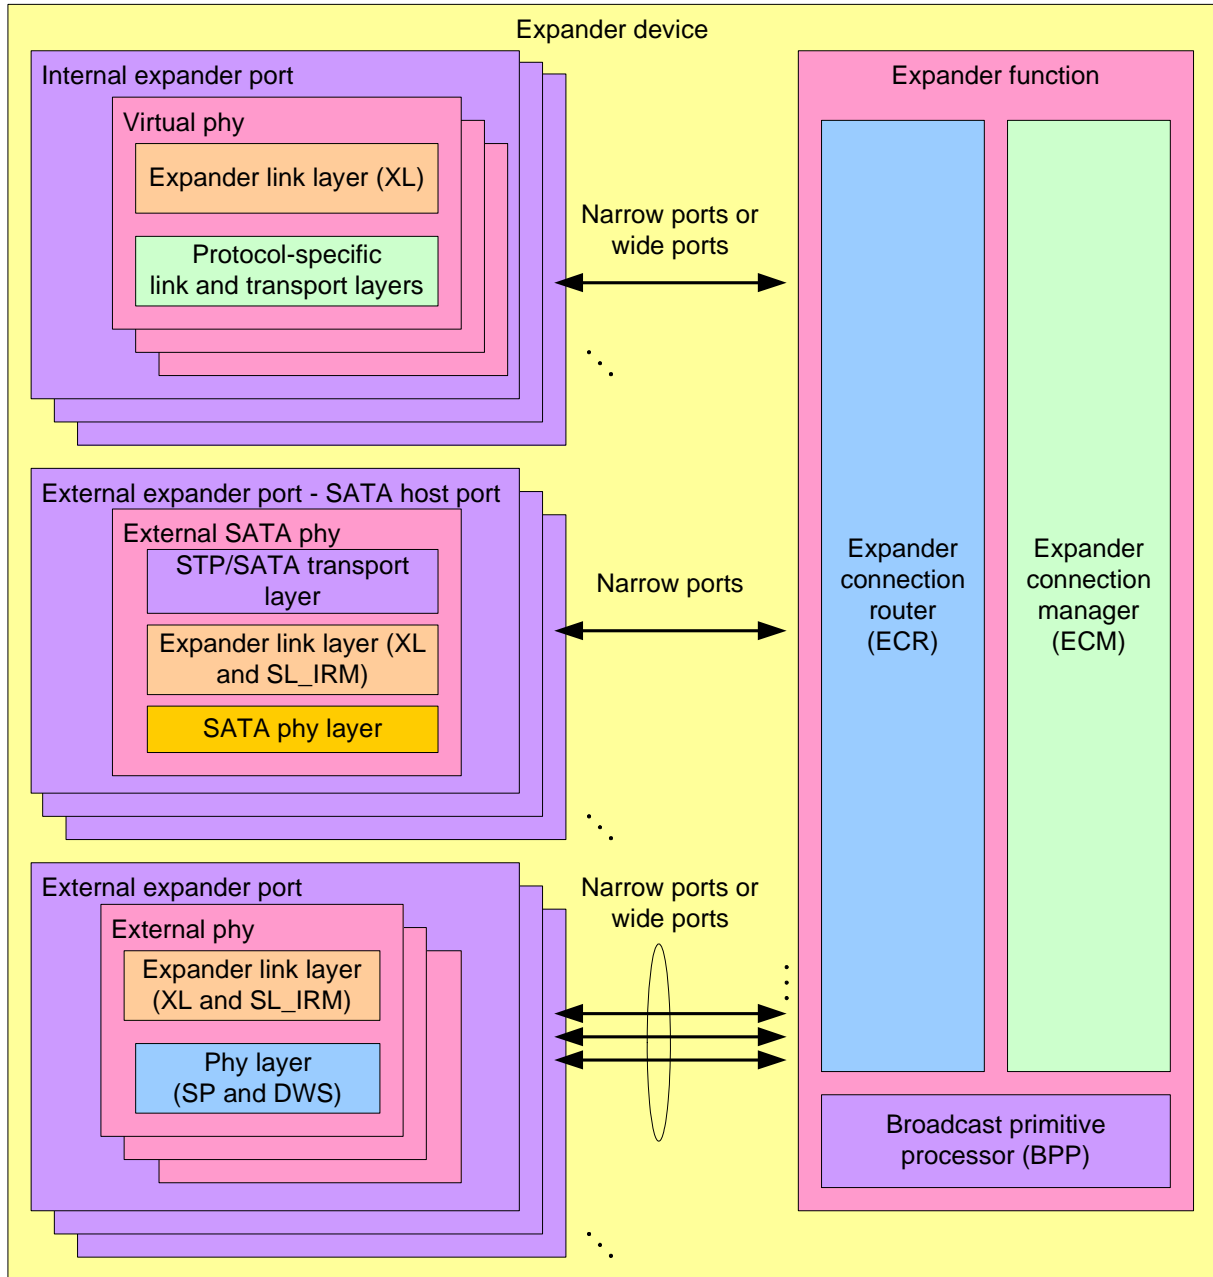 Expander device
Internal expander port
Virtual phy
Expander link layer (XL)
Protocol-specific
link and transport layers
Narrow ports or
wide ports
External expander port - SATA host port
External SATA phy
STP/SATA transport
layer
Expander link layer (XL
and SL_IRM)
SATA phy layer
Narrow ports
External expander port
External phy
Expander link layer
(XL and SL_IRM)
Phy layer
(SP and DWS)
Narrow ports or
wide ports
Expander function
Expander
connection
router
(ECR)
Expander
connection
manager
(ECM)
Broadcast primitive
processor (BPP)